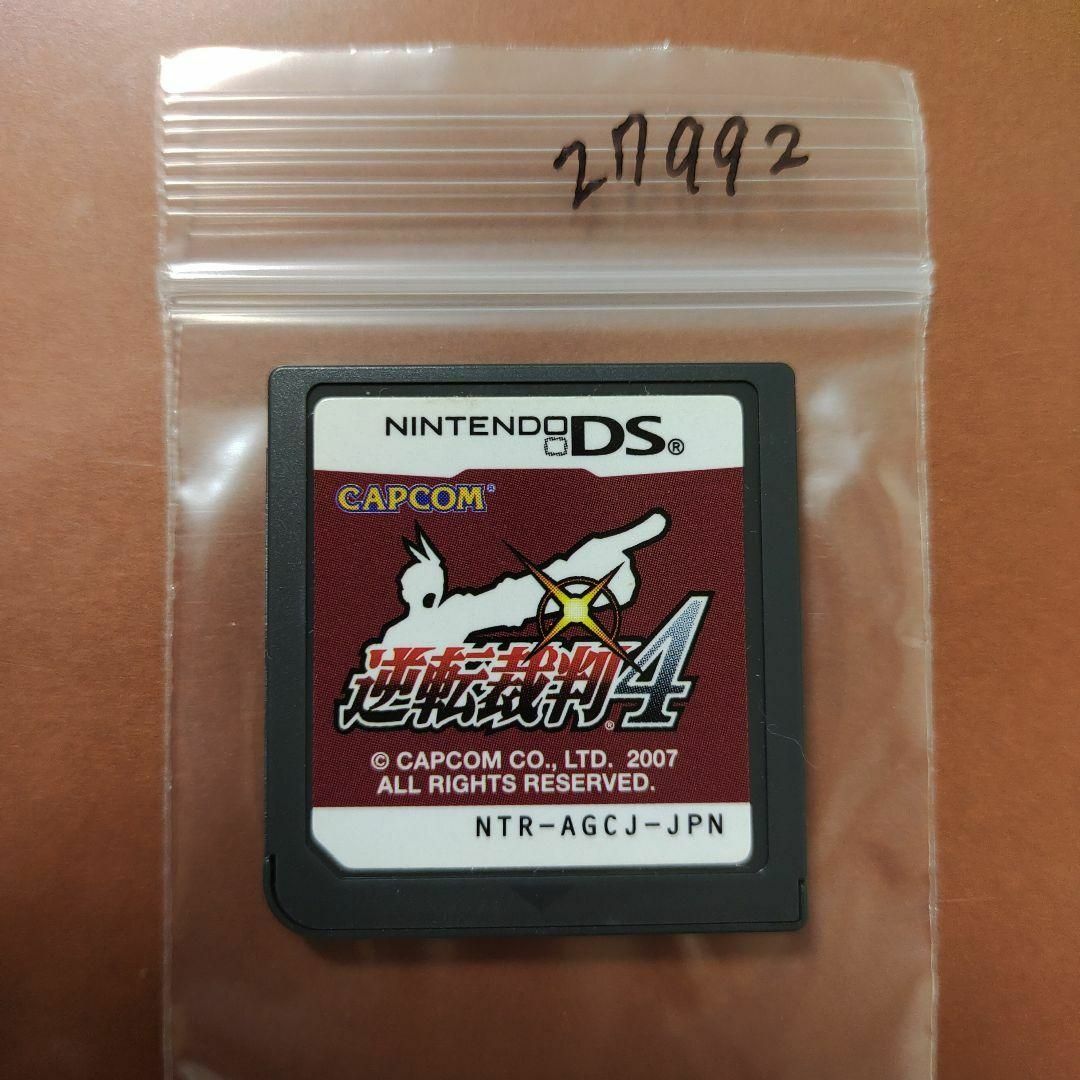 27992
NINTENDO DS®
CAPCOM®
逆転裁判4®
© CAPCOM CO., LTD. 2007
ALL RIGHTS RESERVED.
NTR-AGCJ-JPN